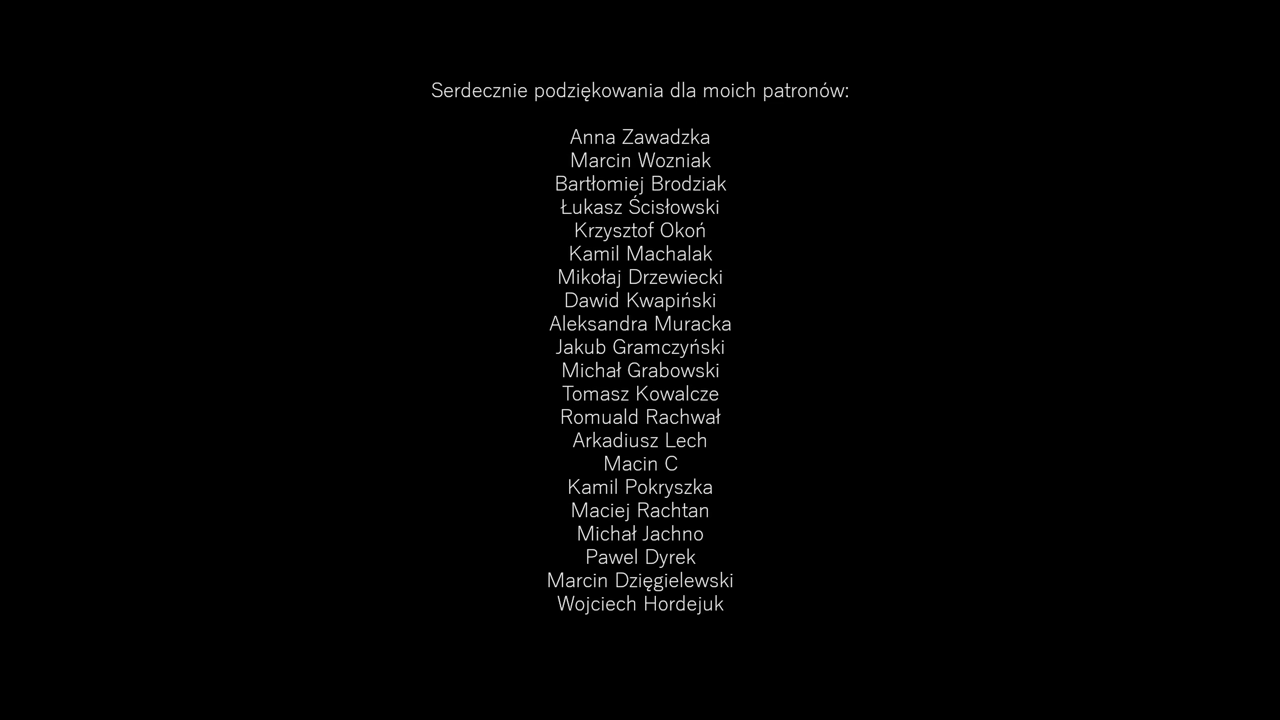 Serdecznie podziękowania dla moich patronów:
Anna Zawadzka
Marcin Wozniak
Bartłomiej Brodziak
Łukasz Ścisłowski
Krzysztof Okoń
Kamil Machalak
Mikołaj Drzewiecki
Dawid Kwapiński
Aleksandra Muracka
Jakub Gramczyński
Michał Grabowski
Tomasz Kowalcze
Romuald Rachwał
Arkadiusz Lech
Macin C
Kamil Pokryszka
Maciej Rachtan
Michał Jachno
Pawel Dyrek
Marcin Dzięgielewski
Wojciech Hordejuk